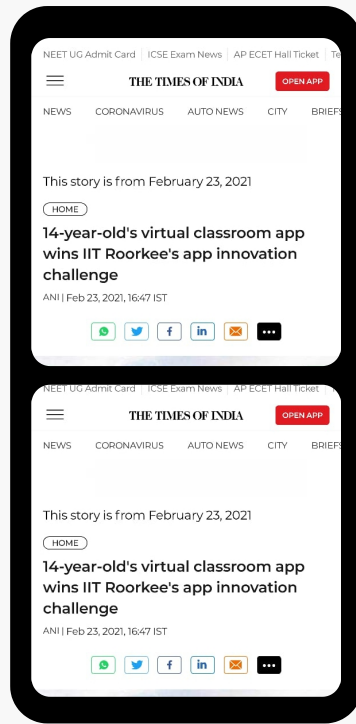 NEET UG Admit Card | ICSE Exam News | AP ECET Hall Ticket | Te
THE TIMES OF INDIA
OPEN APP
NEWS CORONAVIRUS AUTO NEWS CITY BRIEFS
This story is from February 23, 2021
HOME
14-year-old's virtual classroom app
wins IIT Roorkee's app innovation
challenge
ANI | Feb 23, 2021, 16:47 IST
NEET UG Admit Card | ICSE Exam News | AP ECET Hall Ticket
THE TIMES OF INDIA
OPEN APP
NEWS CORONAVIRUS AUTO NEWS CITY BRIEFS
This story is from February 23, 2021
HOME
14-year-old's virtual classroom app
wins IIT Roorkee's app innovation
challenge
ANI | Feb 23, 2021, 16:47 IST